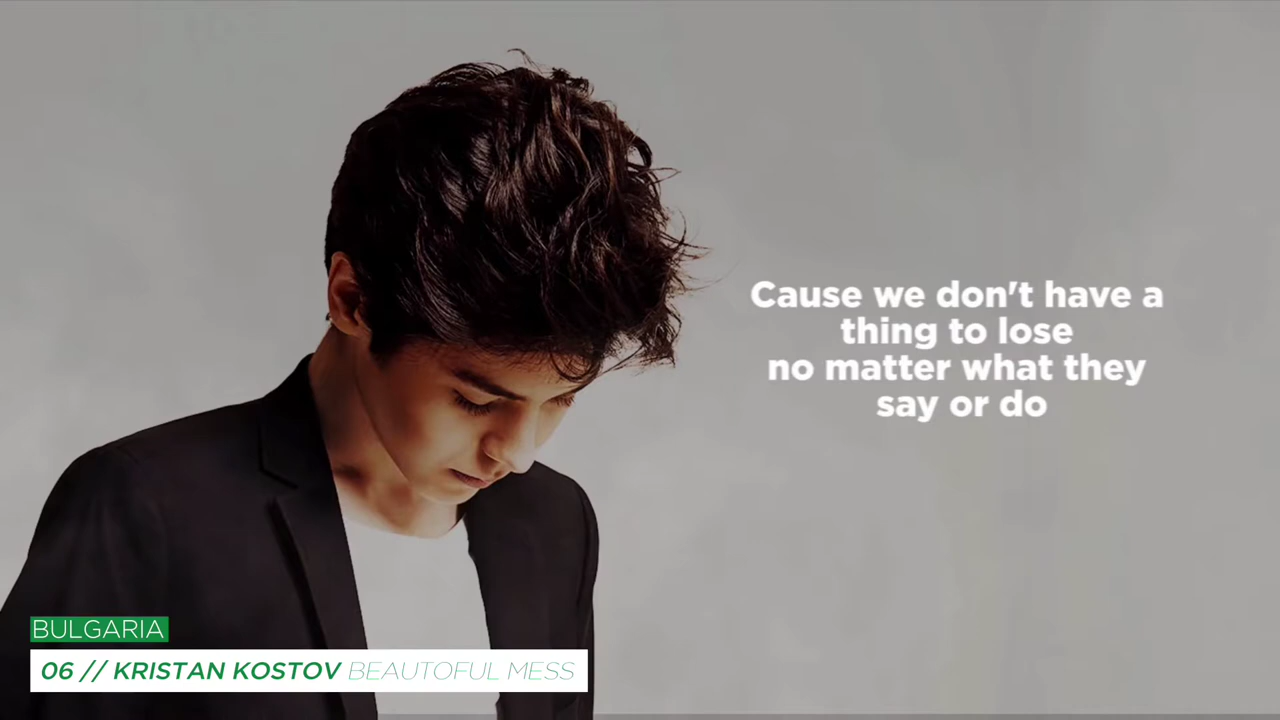 Cause we don't have a
thing to lose
no matter what they
say or do
BULGARIA
06 // KRISTAN KOSTOV BEAUTOFUL MESS